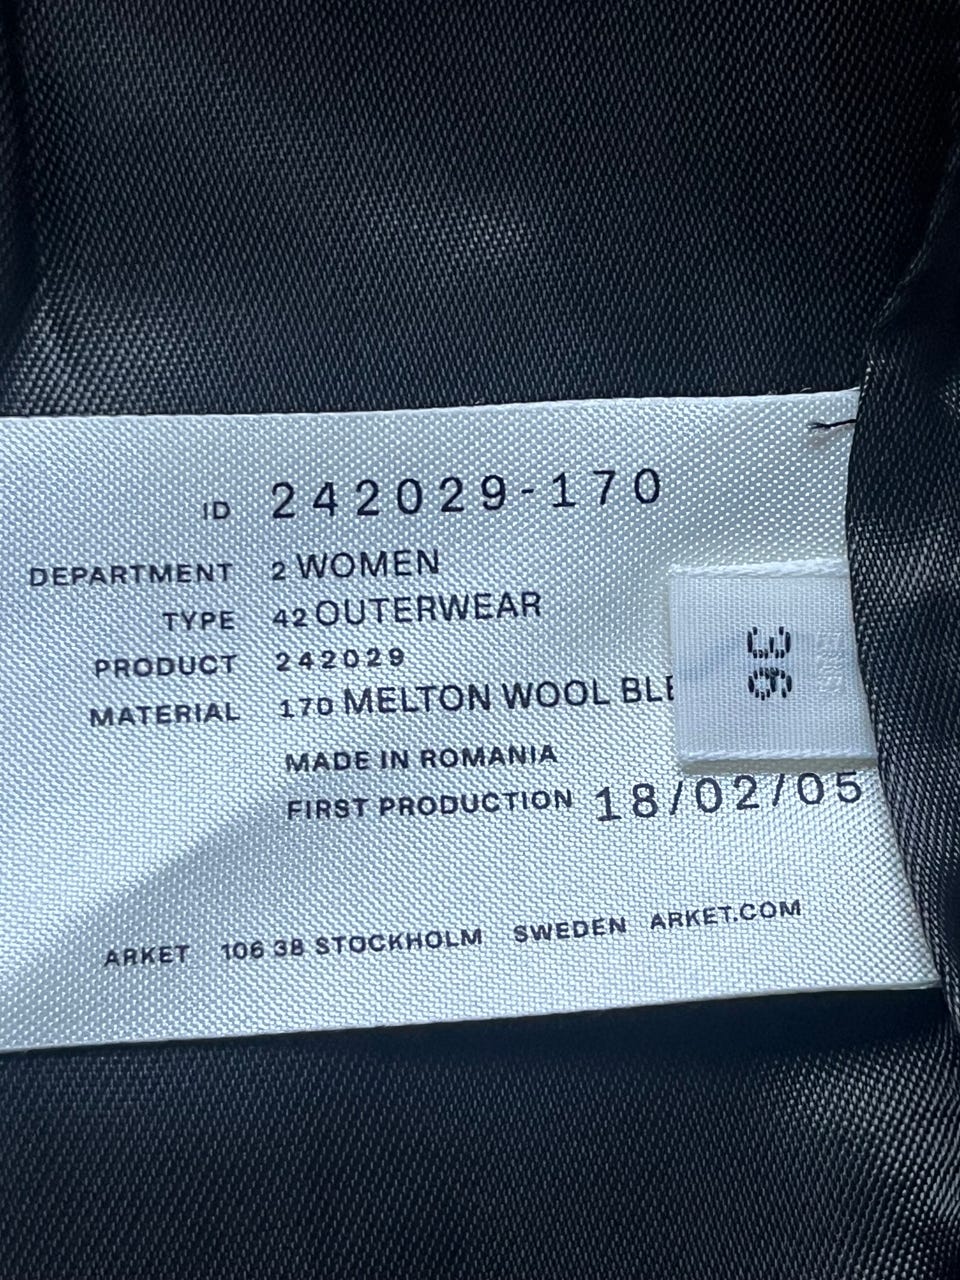 ID 242029-170
DEPARTMENT 2 WOMEN
TYPE 42 OUTERWEAR
PRODUCT 242029
MATERIAL 170 MELTON WOOL BLE
36
MADE IN ROMANIA
FIRST PRODUCTION 18/02/05
ARKET 106 38 STOCKHOLM SWEDEN ARKET.COM